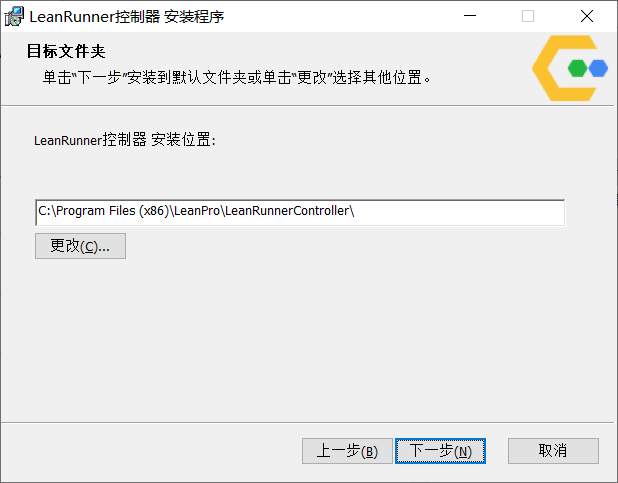 LeanRunner控制器 安装程序
目标文件夹
单击“下一步”安装到默认文件夹或单击“更改”选择其他位置。
LeanRunner控制器 安装位置:
C:\Program Files (x86)\LeanPro\LeanRunnerController\
更改(C)...
上一步(B) 下一步(N) 取消